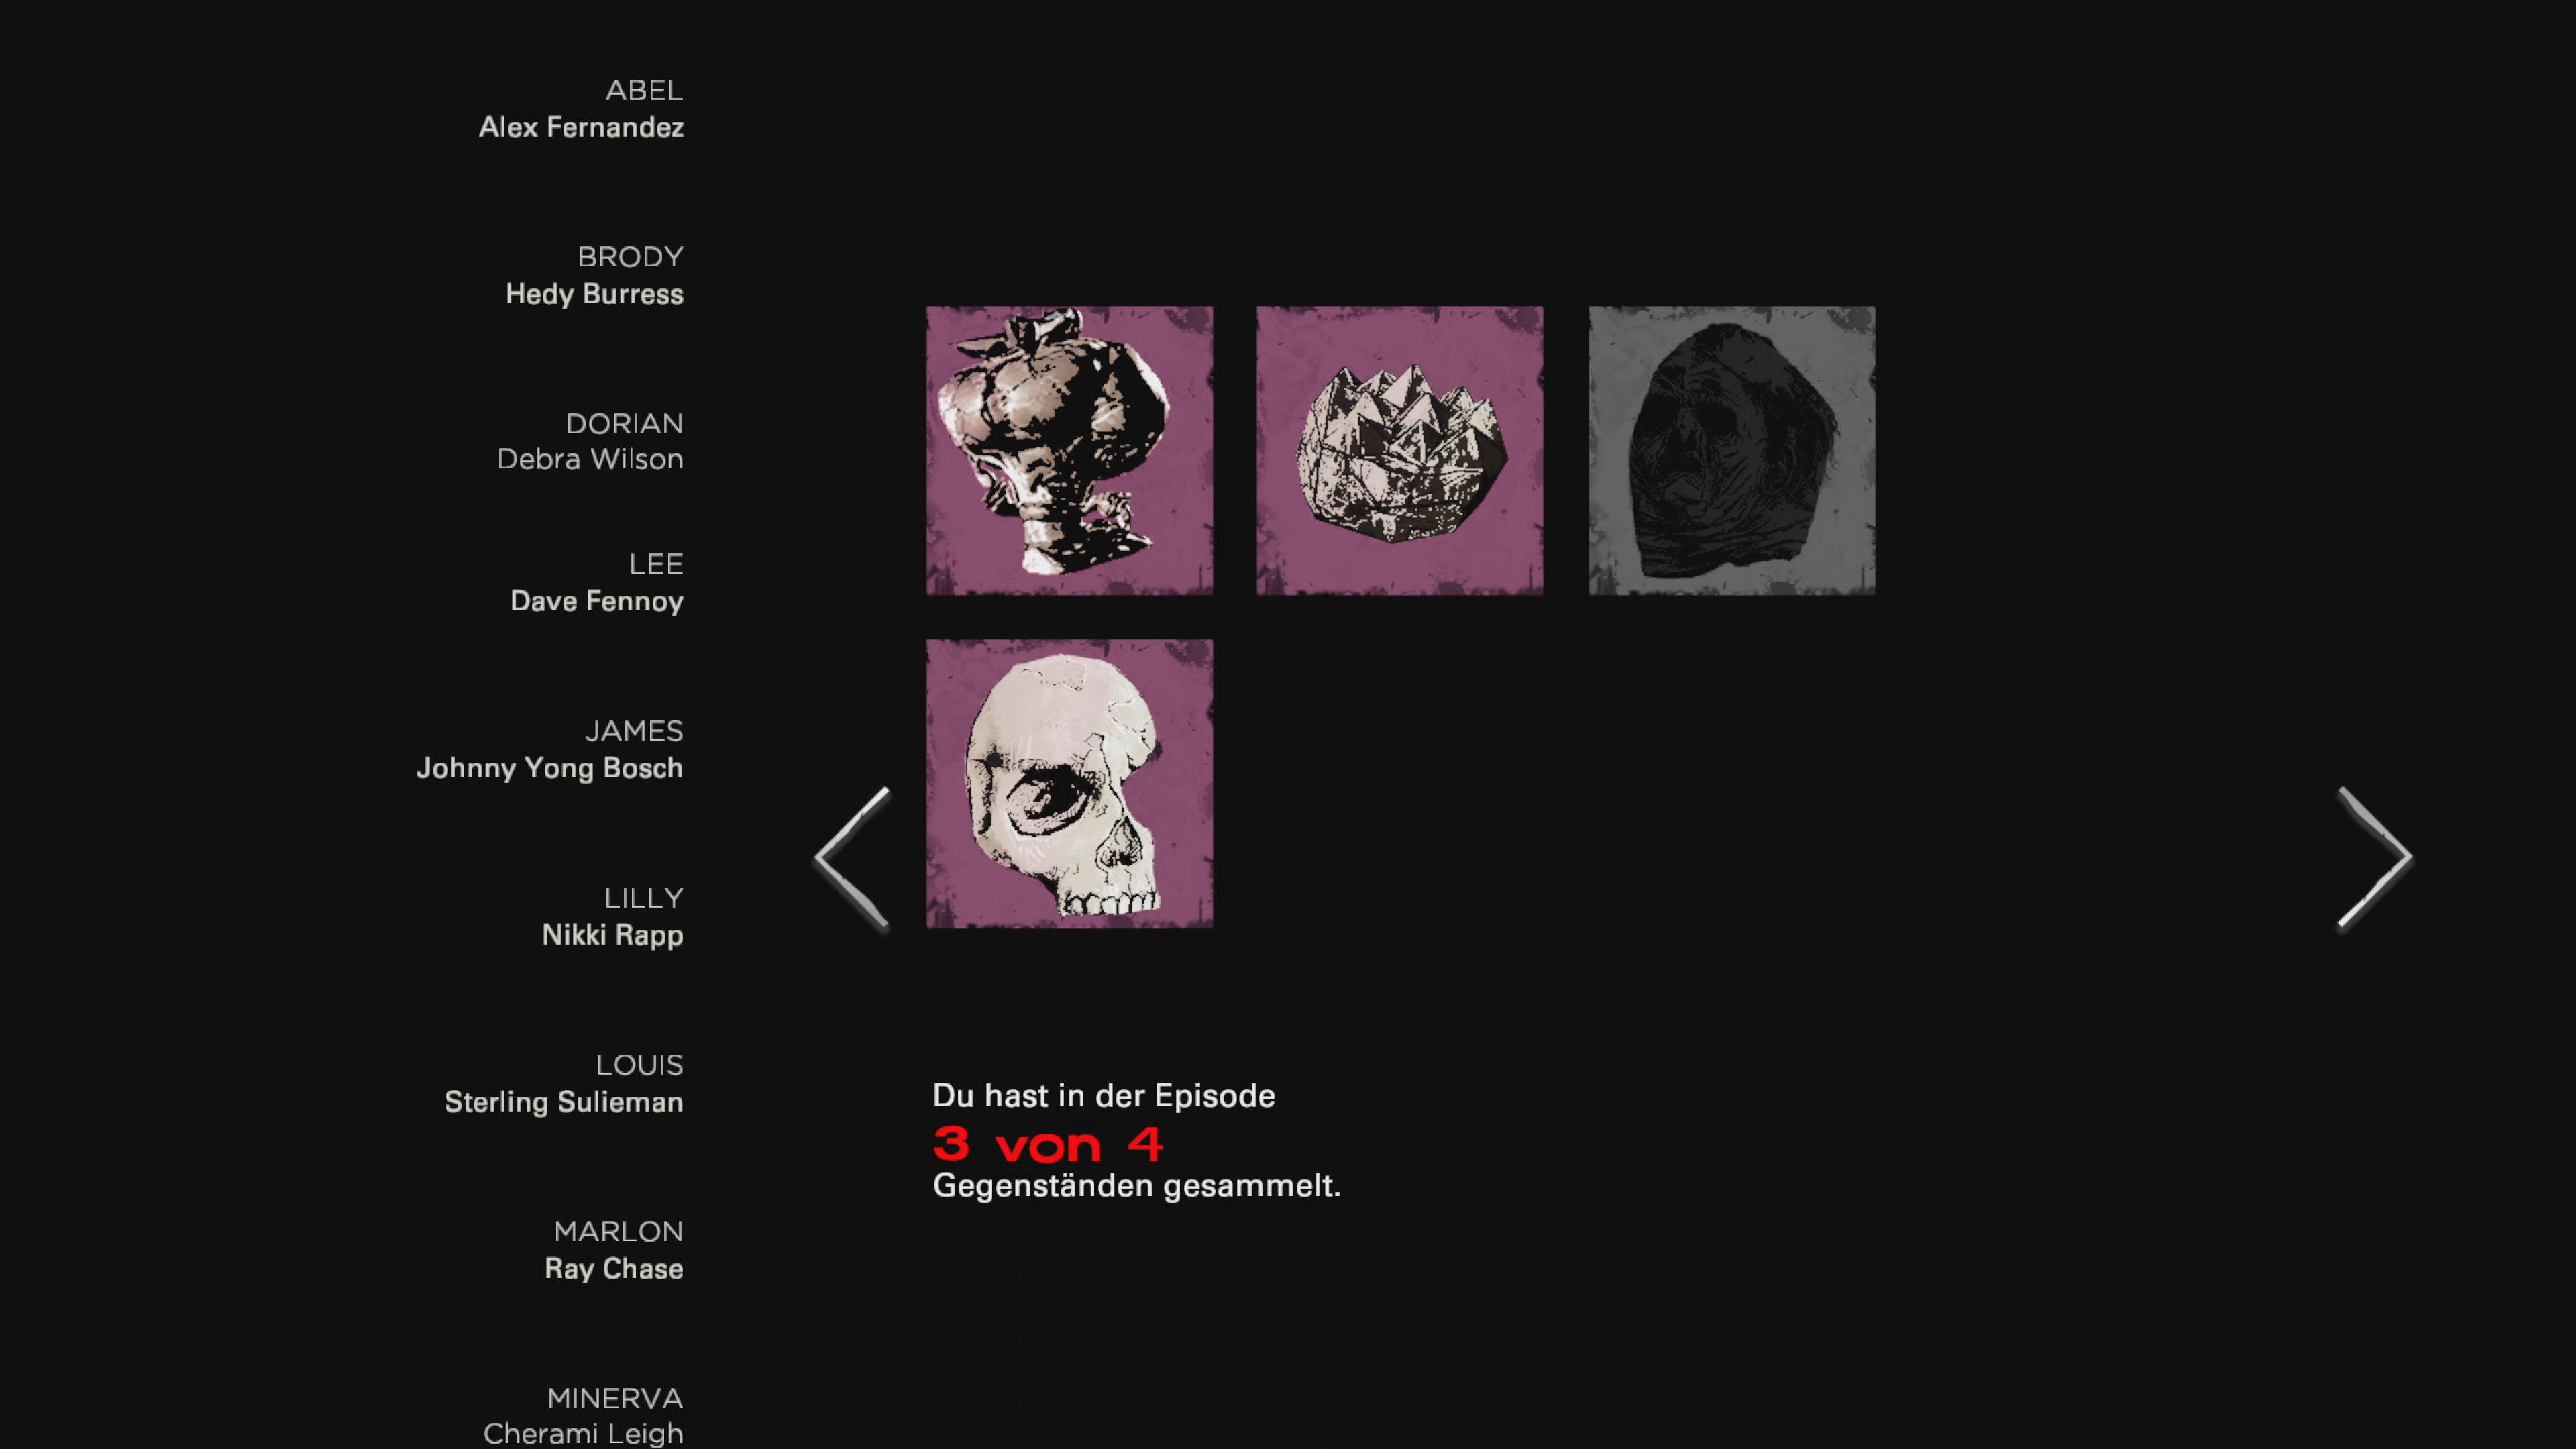 ABEL
Alex Fernandez
BRODY
Hedy Burress
DORIAN
Debra Wilson
LEE
Dave Fennoy
JAMES
Johnny Yong Bosch
LILLY
Nikki Rapp
LOUIS
Sterling Sulieman
MARLON
Ray Chase
MINERVA
Cherami Leigh
Du hast in der Episode
3 von 4
Gegenständen gesammelt.